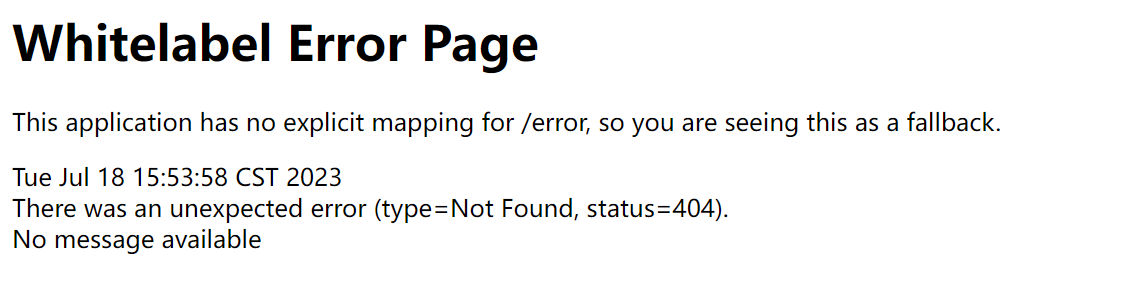 Whitelabel Error Page
This application has no explicit mapping for /error, so you are seeing this as a fallback.
Tue Jul 18 15:53:58 CST 2023
There was an unexpected error (type=Not Found, status=404).
No message available